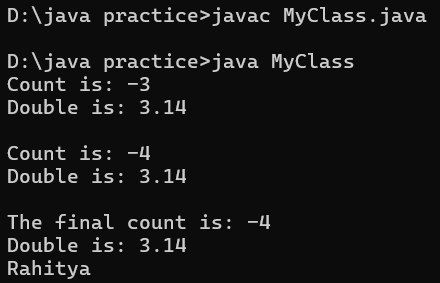 D:\java practice>javac MyClass.java
D:\java practice>java MyClass
Count is: -3
Double is: 3.14
Count is: -4
Double is: 3.14
The final count is: -4
Double is: 3.14
Rahitya